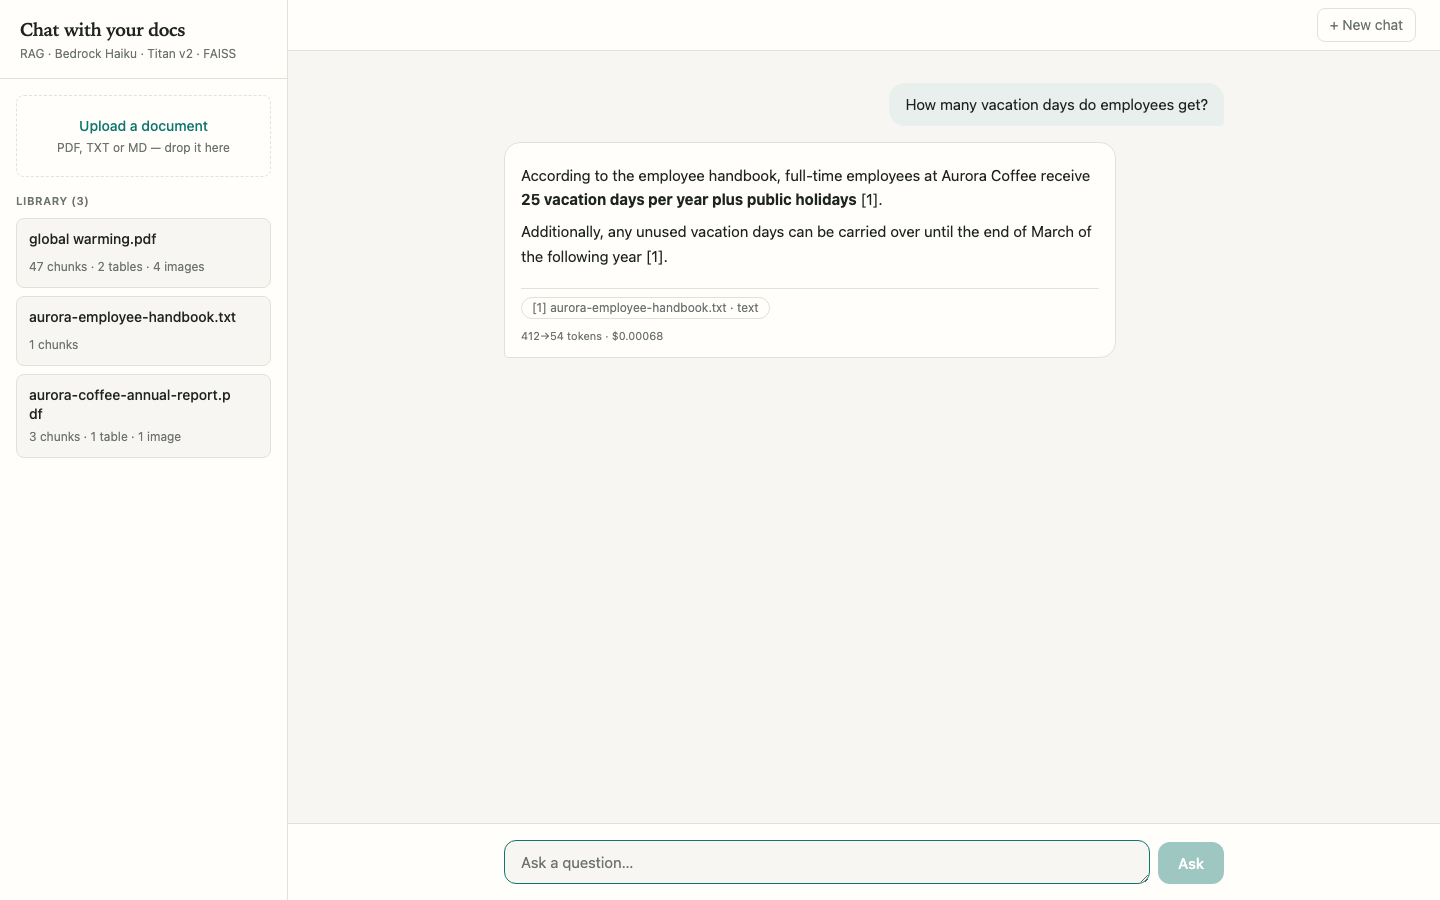 Chat with your docs
RAG · Bedrock Haiku · Titan v2 · FAISS
Upload a document
PDF, TXT or MD — drop it here
LIBRARY (3)
global warming.pdf
47 chunks · 2 tables · 4 images
aurora-employee-handbook.txt
1 chunks
aurora-coffee-annual-report.p
df
3 chunks · 1 table · 1 image
+ New chat
How many vacation days do employees get?
According to the employee handbook, full-time employees at Aurora Coffee receive
25 vacation days per year plus public holidays [1].
Additionally, any unused vacation days can be carried over until the end of March of
the following year [1].
[1] aurora-employee-handbook.txt · text
412→54 tokens · $0.00068
Ask a question...
Ask